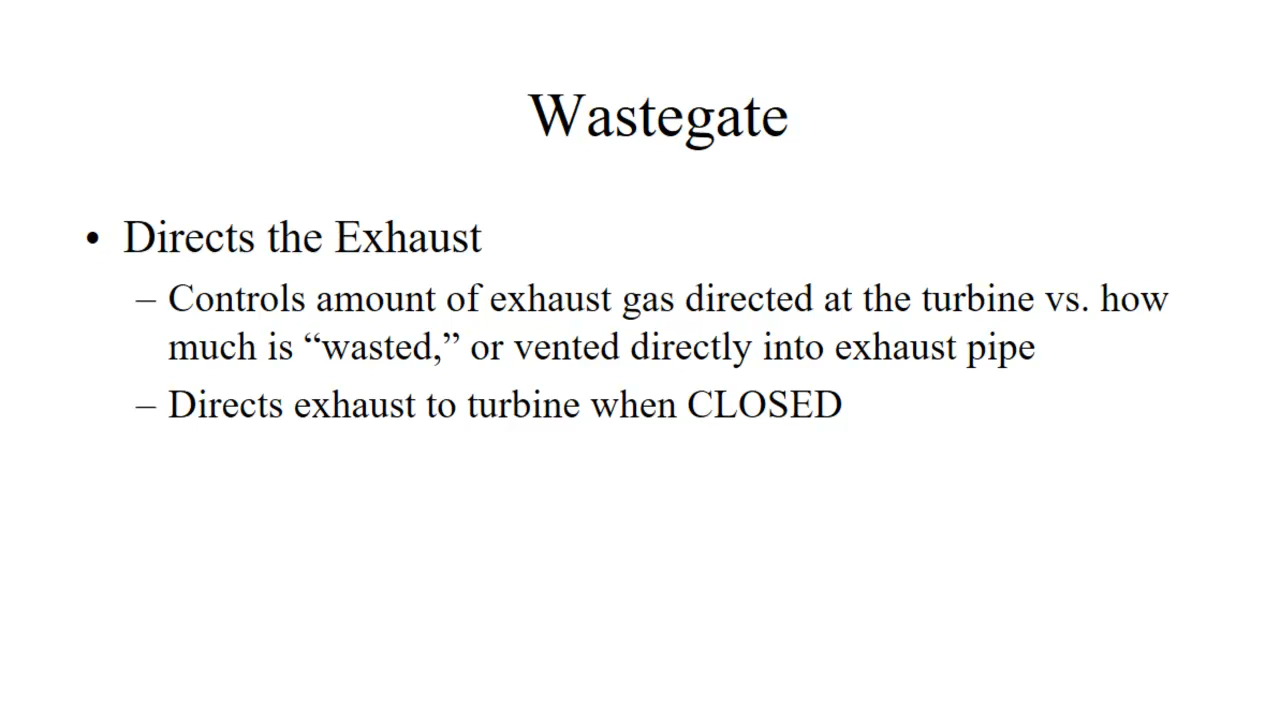 Wastegate
• Directs the Exhaust
– Controls amount of exhaust gas directed at the turbine vs. how
much is “wasted,” or vented directly into exhaust pipe
– Directs exhaust to turbine when CLOSED